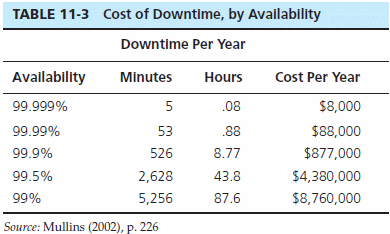 TABLE 11-3 Cost of Downtime, by Availability
Downtime Per Year
Availability Minutes Hours Cost Per Year
99.999% 5 .08 $8,000
99.99% 53 .88 $88,000
99.9% 526 8.77 $877,000
99.5% 2,628 43.8 $4,380,000
99% 5,256 87.6 $8,760,000
Source: Mullins (2002), p. 226